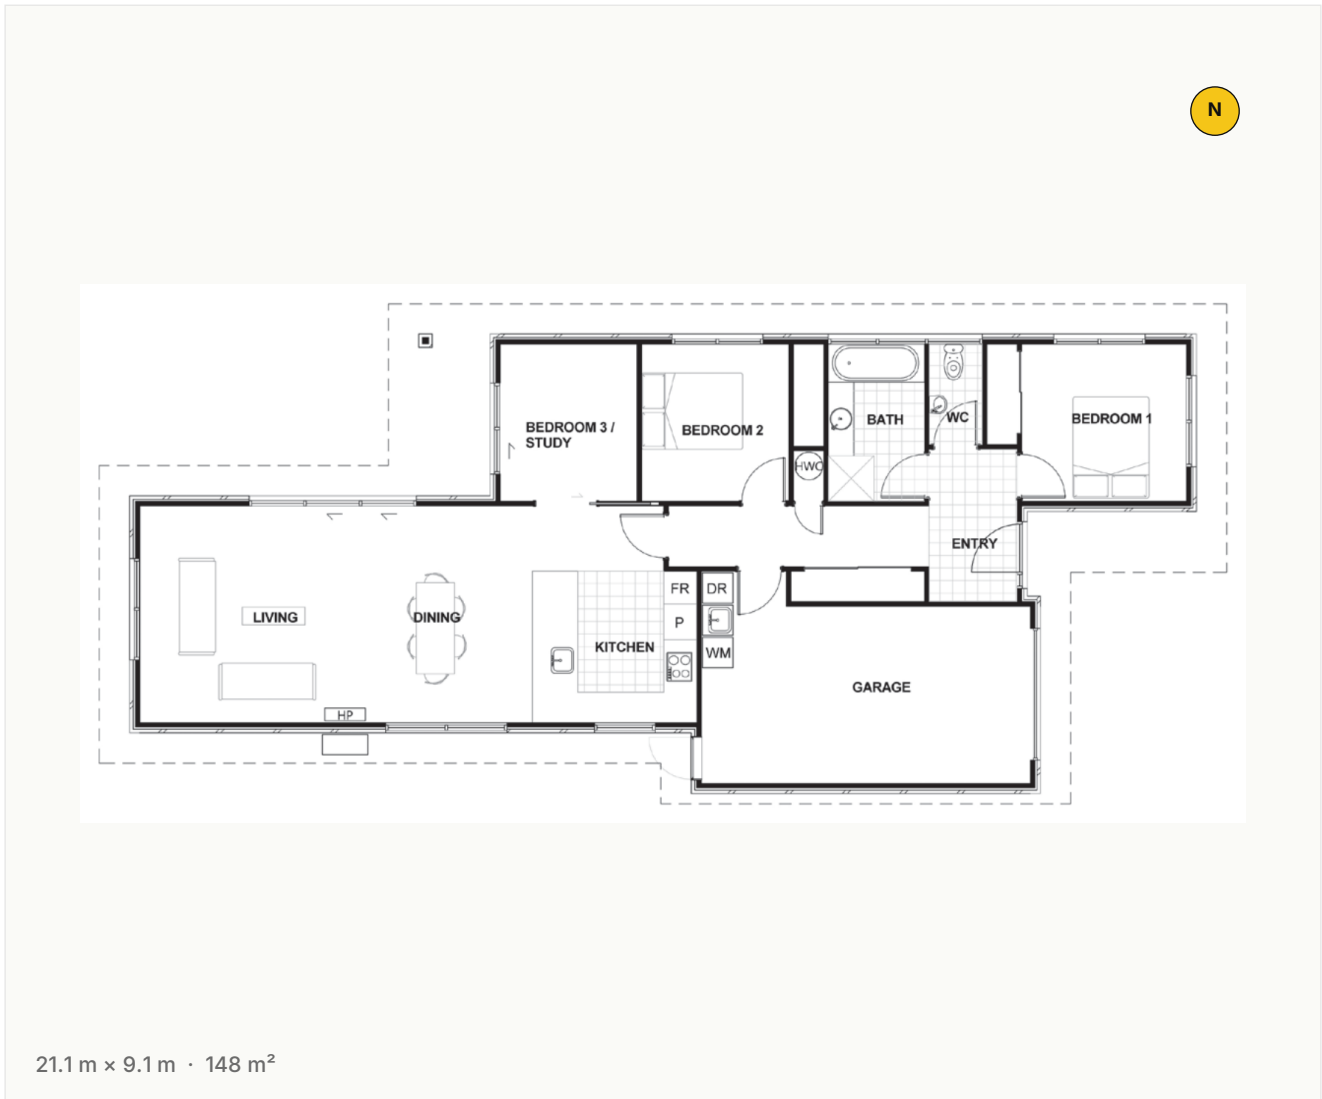 N
BEDROOM 3 /
STUDY
BEDROOM 2
HWC
BATH
WC
BEDROOM 1
ENTRY
LIVING
DINING
KITCHEN
FR
DR
P
WM
GARAGE
HP
21.1 m × 9.1 m · 148 m²